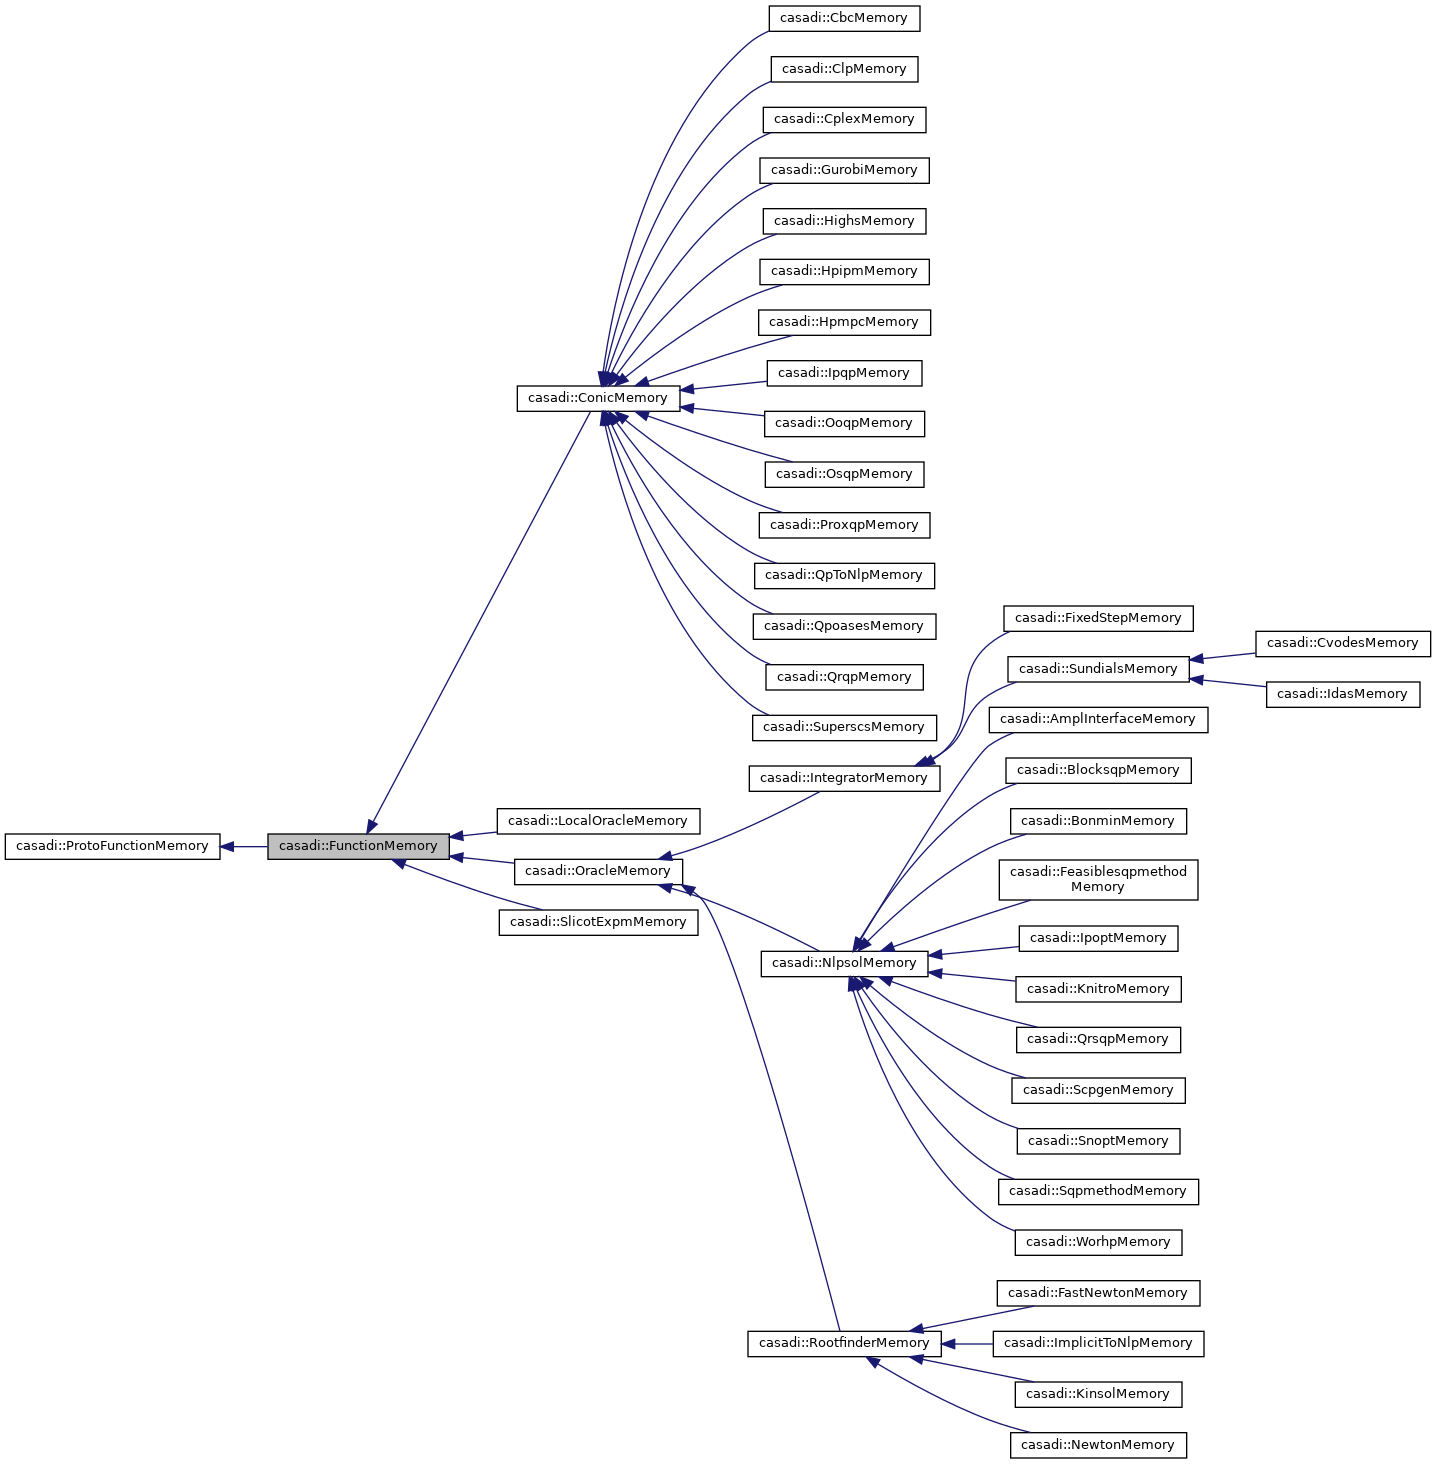 casadi::CbcMemory
casadi::ClpMemory
casadi::CplexMemory
casadi::GurobiMemory
casadi::HighsMemory
casadi::HpipmMemory
casadi::HpmpcMemory
casadi::IpqpMemory
casadi::ConicMemory
casadi::OoqpMemory
casadi::OsqpMemory
casadi::ProxqpMemory
casadi::QpToNlpMemory
casadi::FixedStepMemory
casadi::QpoasesMemory
casadi::CvodesMemory
casadi::SundialsMemory
casadi::QrqpMemory
casadi::IdasMemory
casadi::AmplInterfaceMemory
casadi::SuperscsMemory
casadi::BlocksqpMemory
casadi::IntegratorMemory
casadi::LocalOracleMemory
casadi::BonminMemory
casadi::ProtoFunctionMemory
casadi::FunctionMemory
casadi::OracleMemory
casadi::Feasiblesqpmethod
Memory
casadi::SlicotExpmMemory
casadi::IpoptMemory
casadi::NlpsolMemory
casadi::KnitroMemory
casadi::QrsqpMemory
casadi::ScpgenMemory
casadi::SnoptMemory
casadi::SqpmethodMemory
casadi::WorhpMemory
casadi::FastNewtonMemory
casadi::RootfinderMemory
casadi::ImplicitToNlpMemory
casadi::KinsolMemory
casadi::NewtonMemory